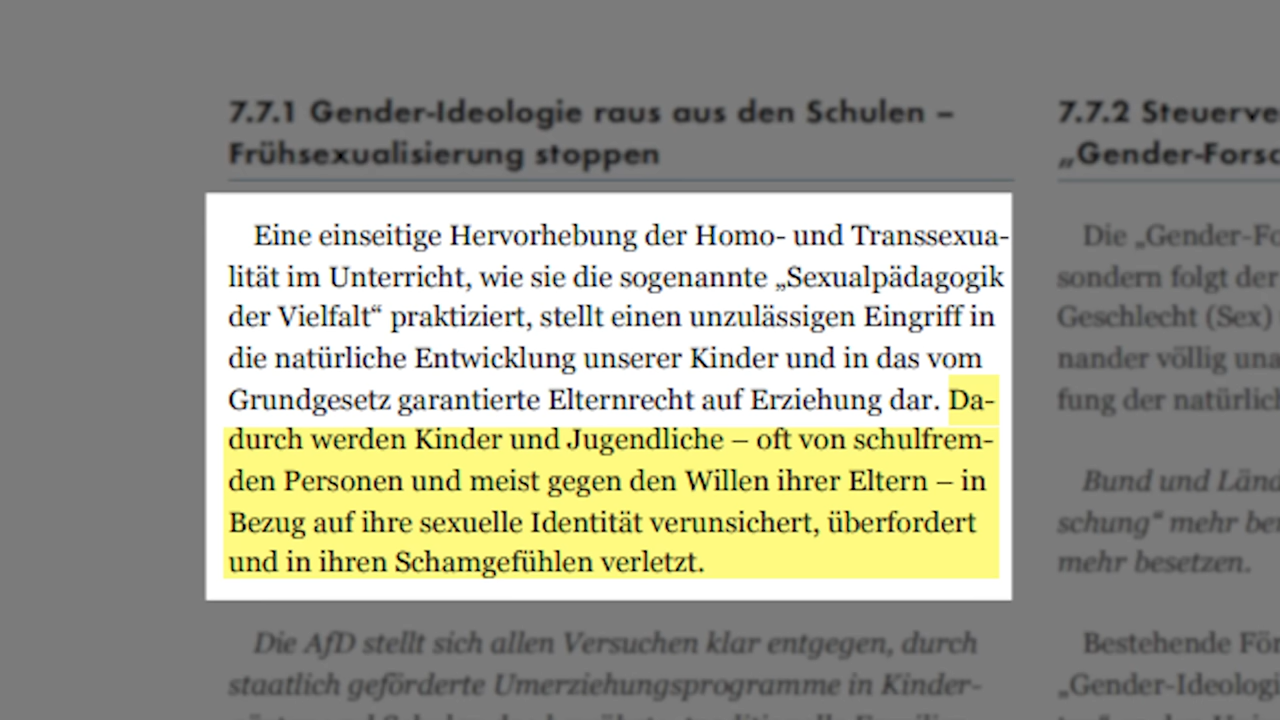 7.7.1 Gender-Ideologie raus aus den Schulen –
Frühsexualisierung stoppen
Eine einseitige Hervorhebung der Homo- und Transsexua-
lität im Unterricht, wie sie die sogenannte „Sexualpädagogik
der Vielfalt“ praktiziert, stellt einen unzulässigen Eingriff in
die natürliche Entwicklung unserer Kinder und in das vom
Grundgesetz garantierte Elternrecht auf Erziehung dar. Da-
durch werden Kinder und Jugendliche – oft von schulfrem-
den Personen und meist gegen den Willen ihrer Eltern – in
Bezug auf ihre sexuelle Identität verunsichert, überfordert
und in ihren Schamgefühlen verletzt.
Die AfD stellt sich allen Versuchen klar entgegen, durch
staatlich geförderte Umerziehungsprogramme in Kinder-
7.7.2 Steuerve
„Gender-Forsc
Die „Gender-Fo
sondern folgt der
Geschlecht (Sex)
nander völlig una
fung der natürlich
Bund und Länd
schung“ mehr ber
mehr besetzen.
Bestehende För
„Gender-Ideologi